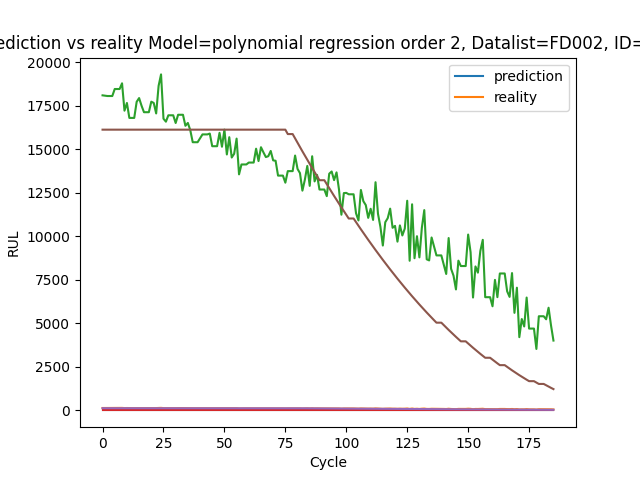 ediction vs reality Model=polynomial regression order 2, Datalist=FD002, ID=
prediction
reality
20000
17500
15000
12500
10000
7500
5000
2500
0
RUL
0 25 50 75 100 125 150 175
Cycle